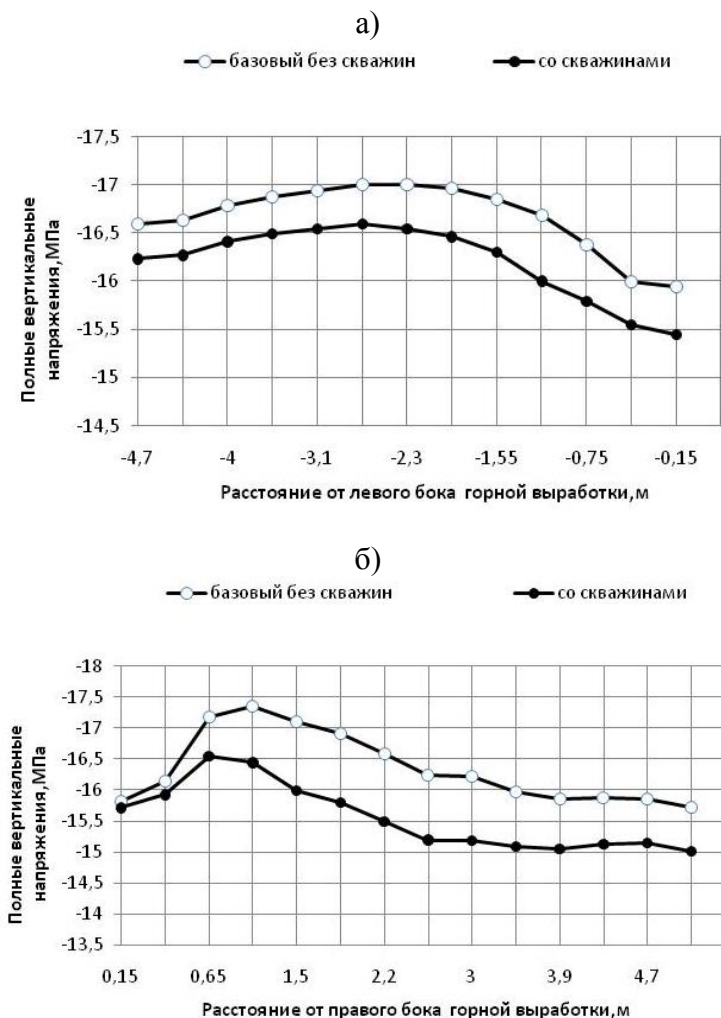 а)
базовый без скважин
со скважинами
Полные вертикальные
напряжения,МПа
-17,5
-17
-16,5
-16
-15,5
-15
-14,5
-4,7 -4 -3,1 -2,3 -1,55 -0,75 -0,15
Расстояние от левого бока горной выработки,м
б)
базовый без скважин
со скважинами
Полные вертикальные
напряжения,МПа
-18
-17,5
-17
-16,5
-16
-15,5
-15
-14,5
-14
-13,5
0,15 0,65 1,5 2,2 3 3,9 4,7
Расстояние от правого бока горной выработки,м